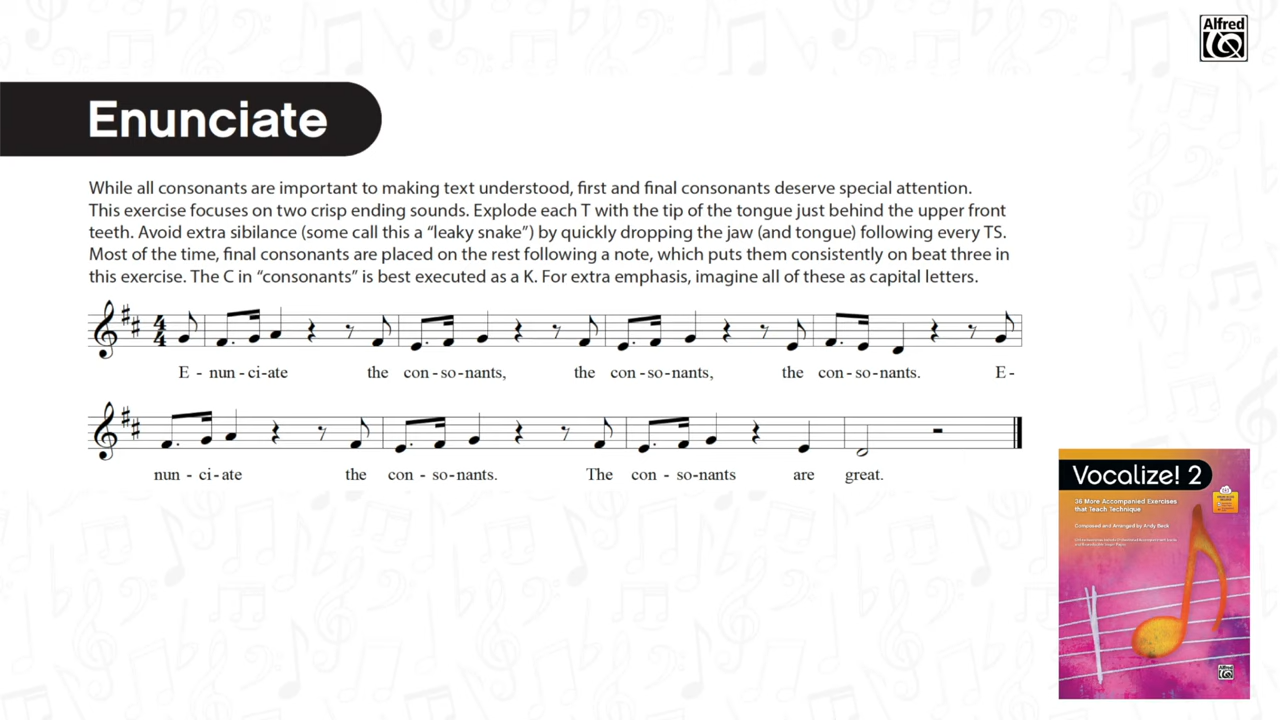 Alfred
Enunciate
While all consonants are important to making text understood, first and final consonants deserve special attention.
This exercise focuses on two crisp ending sounds. Explode each T with the tip of the tongue just behind the upper front
teeth. Avoid extra sibilance (some call this a “leaky snake”) by quickly dropping the jaw (and tongue) following every TS.
Most of the time, final consonants are placed on the rest following a note, which puts them consistently on beat three in
this exercise. The C in “consonants” is best executed as a K. For extra emphasis, imagine all of these as capital letters.
4
4
E - nun - ci - ate the con - so - nants, the con - so - nants, the con - so - nants. E -
nun - ci - ate the con - so - nants. The con - so - nants are great.
Vocalize! 2
36 More Accompanied Exercises
that Teach Technique
Composed and Arranged by Andy Beck
Alfred